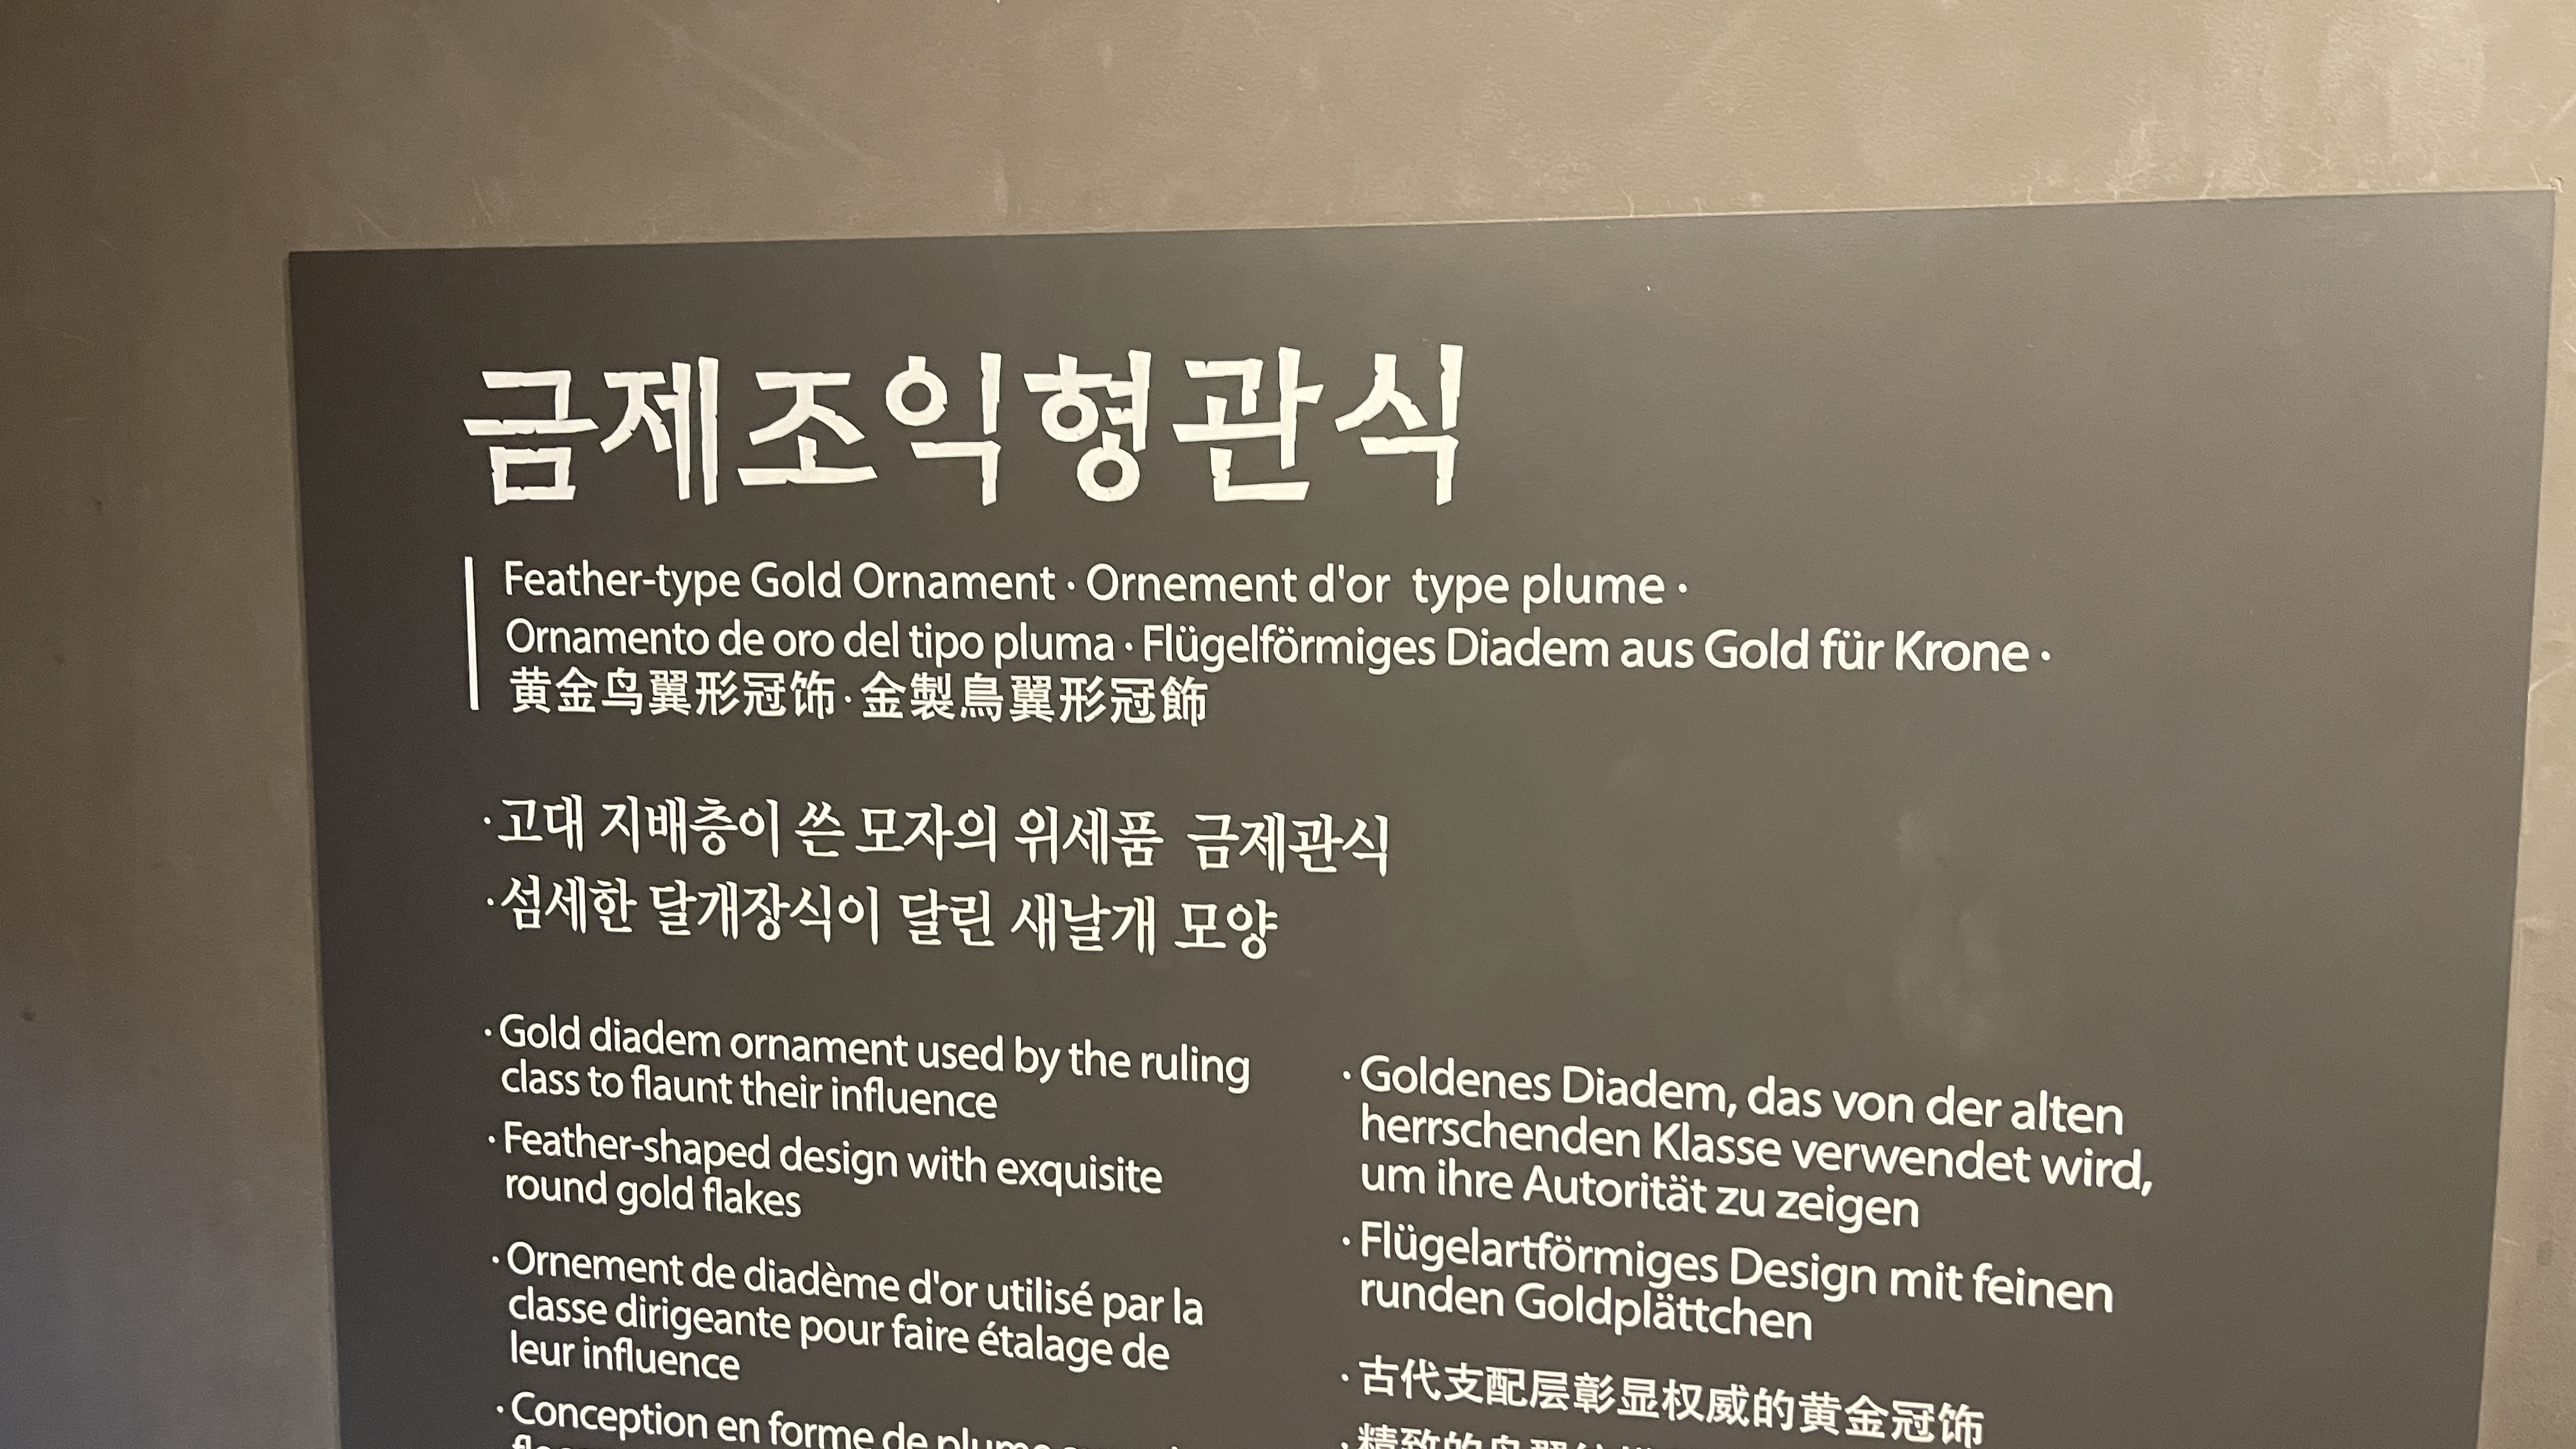 금제조익형관식
Feather-type Gold Ornament · Ornement d'or type plume ·
Ornamento de oro del tipo pluma · Flügelförmiges Diadem aus Gold für Krone ·
黄金鸟翼形冠饰 · 金製鳥翼形冠飾
· 고대 지배층이 쓴 모자의 위세품 금제관식
· 섬세한 달개장식이 달린 새날개 모양
· Gold diadem ornament used by the ruling
class to flaunt their influence
· Feather-shaped design with exquisite
round gold flakes
· Ornement de diadème d'or utilisé par la
classe dirigeante pour faire étalage de
leur influence
· Conception en forme de plume
· Goldenes Diadem, das von der alten
herrschenden Klasse verwendet wird,
um ihre Autorität zu zeigen
· Flügelartförmiges Design mit feinen
runden Goldplättchen
· 古代支配层彰显权威的黄金冠饰
· 精致的鸟翼